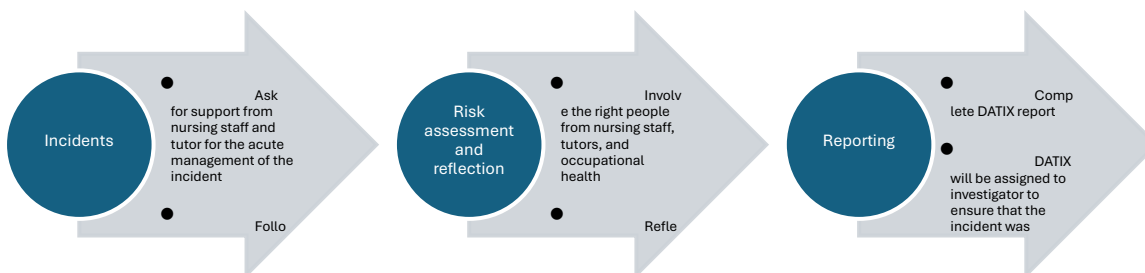 Incidents
● Ask
for support from
nursing staff and
tutor for the acute
management of the
incident
● Follo
Risk
assessment
and
reflection
● Involv
e the right people
from nursing staff,
tutors, and
occupational
health
● Refle
Reporting
● Comp
lete DATIX report
● DATIX
will be assigned to
investigator to
ensure that the
incident was